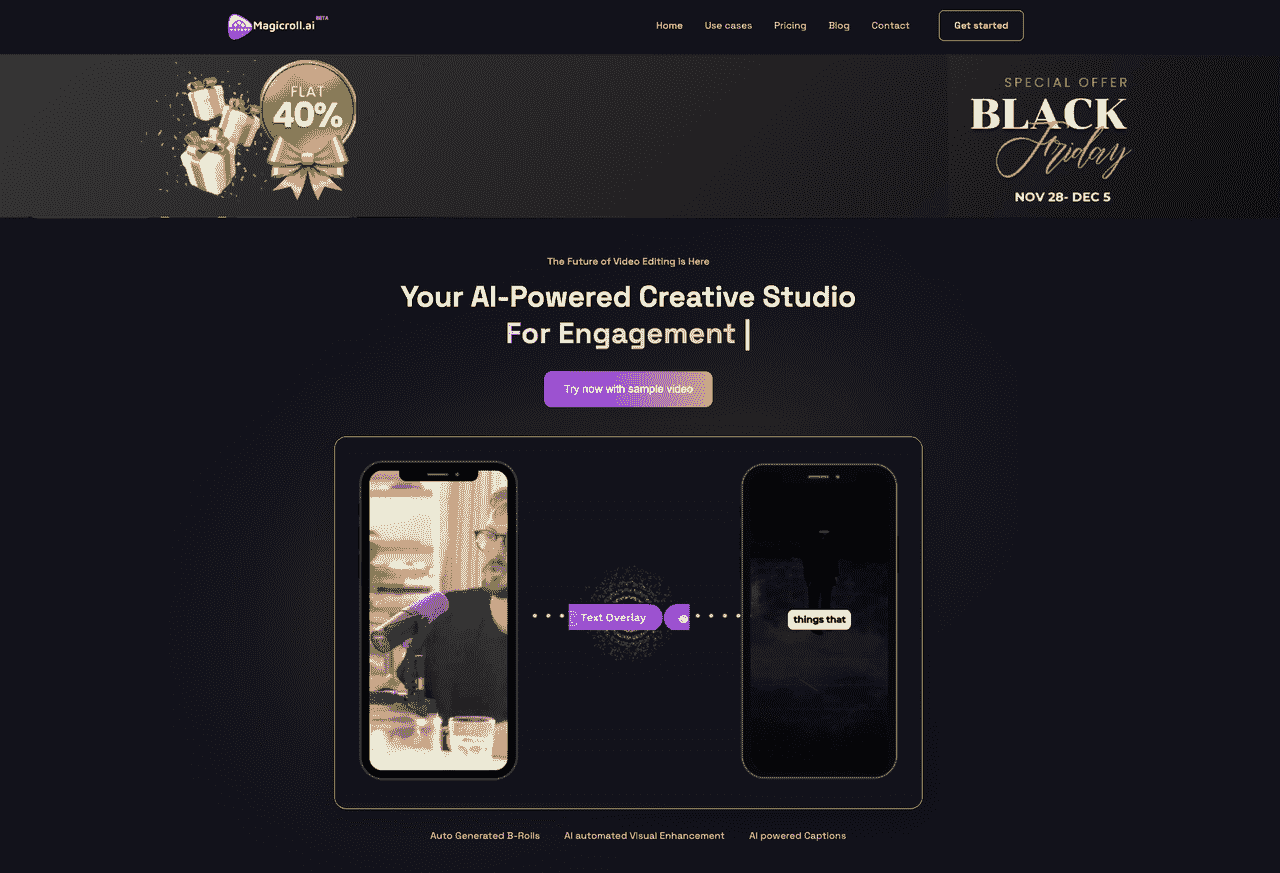 Magicroll.ai BETA
Home
Use cases
Pricing
Blog
Contact
Get started
FLAT
40%
SPECIAL OFFER
BLACK
Friday
NOV 28- DEC 5
The Future of Video Editing is Here
Your AI-Powered Creative Studio
For Engagement |
Try now with sample video
Text Overlay
things that
Auto Generated B-Rolls
AI automated Visual Enhancement
AI powered Captions